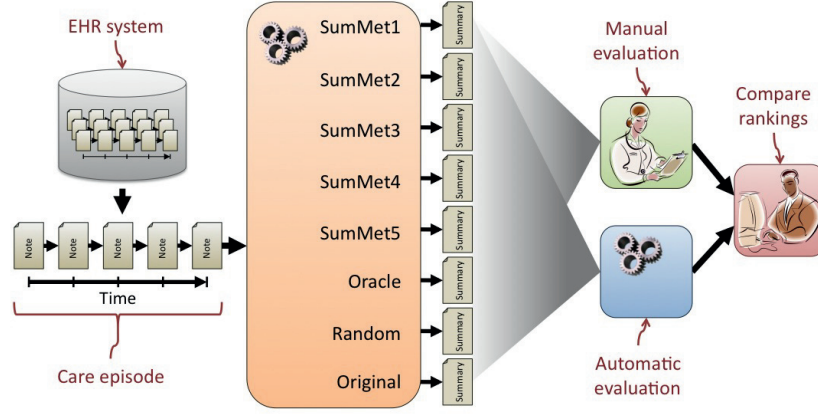 EHR system
Note
Note
Note
Note
Note
Time
Care episode
SumMet1
Summary
SumMet2
Summary
SumMet3
Summary
SumMet4
Summary
SumMet5
Summary
Oracle
Summary
Random
Summary
Original
Summary
Manual
evaluation
Automatic
evaluation
Compare
rankings